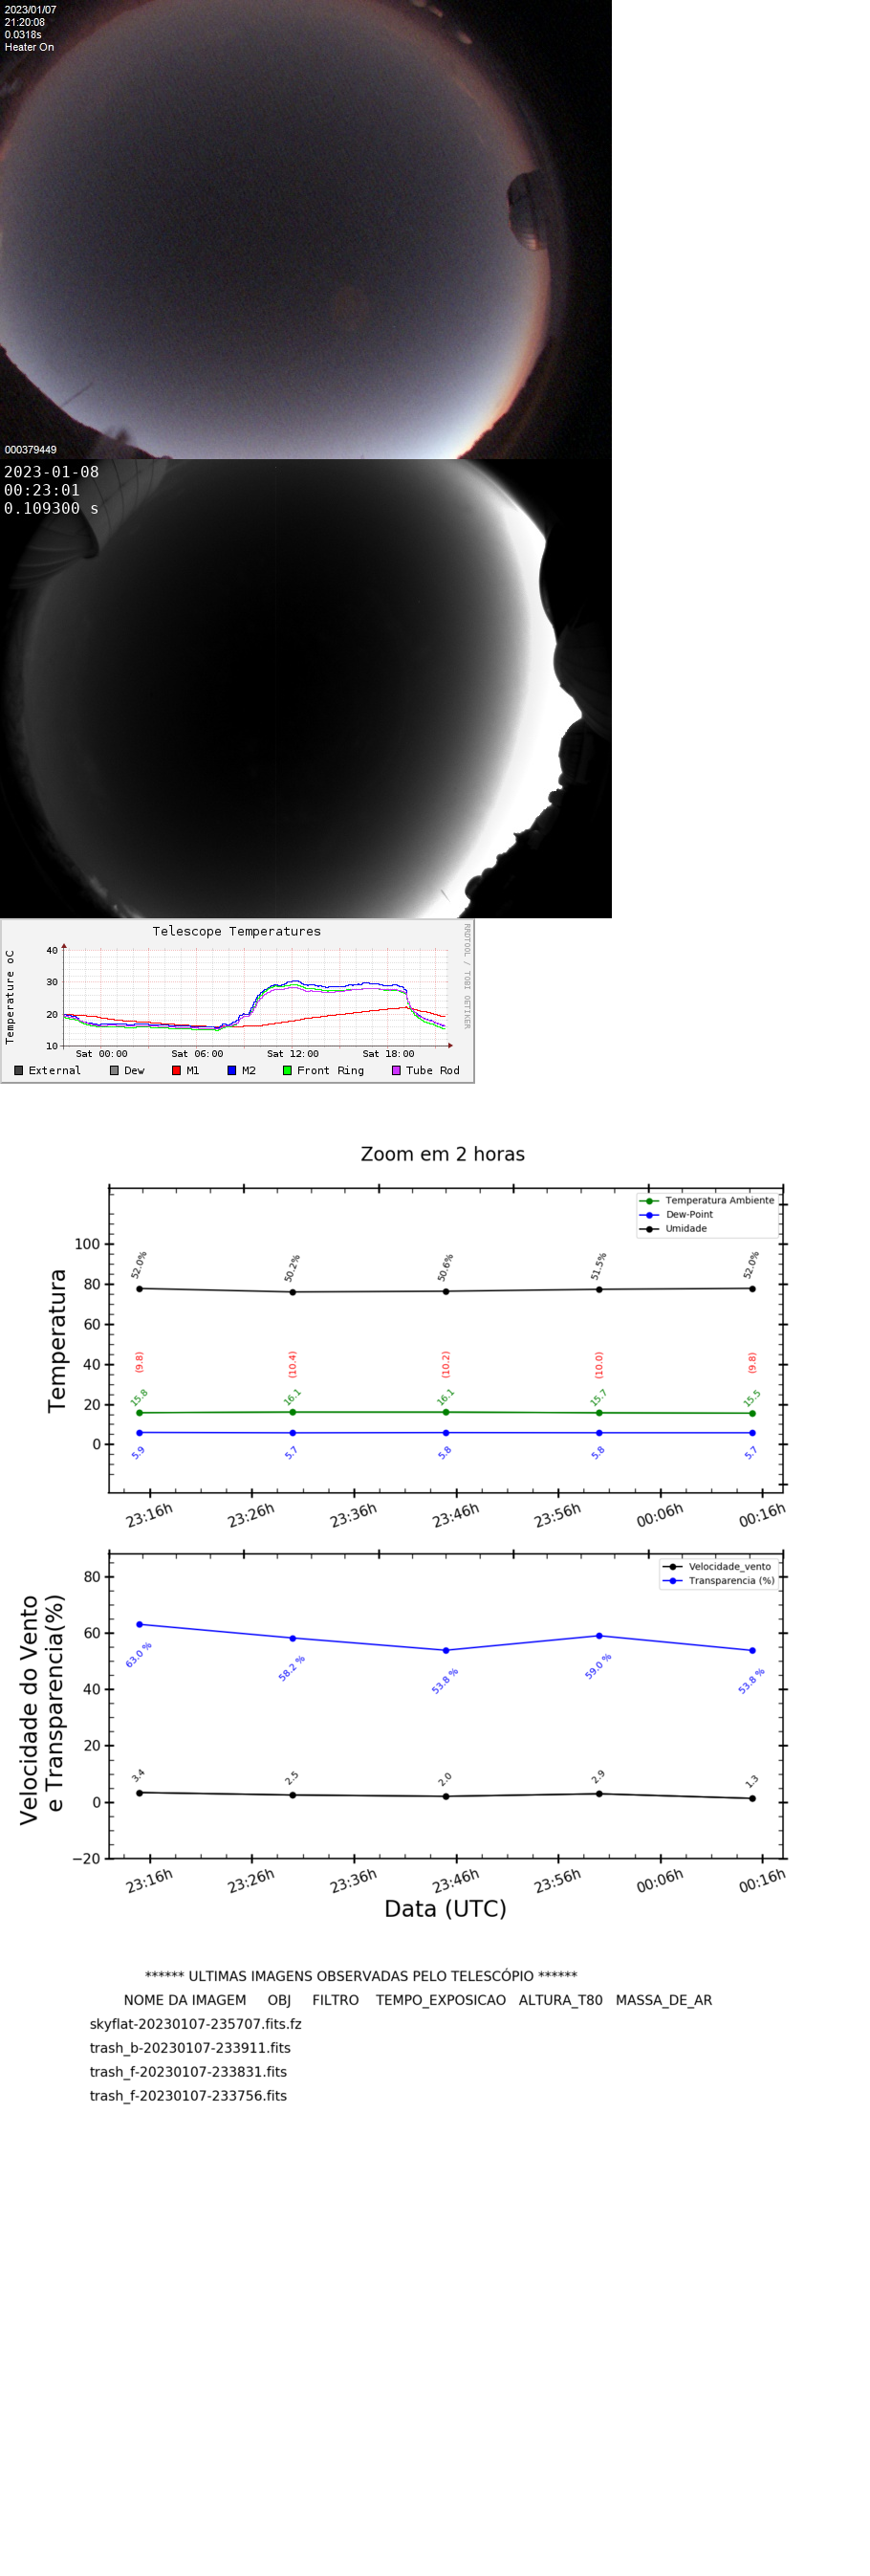 2023/01/07
21:20:08
0.0318s
Heater On
000379449
2023-01-08
00:23:01
0.109300 s
Telescope Temperatures
RRDTOOL / TOBI OETIKER
Temperature oC
40
30
20
10
Sat 00:00 Sat 06:00 Sat 12:00 Sat 18:00
External Dew M1 M2 Front Ring Tube Rod
Zoom em 2 horas
Temperatura Ambiente
Dew-Point
Umidade
Temperatura
100
80
60
40
20
0
52.0% 50.2% 50.6% 51.5% 52.0%
(9.8) (10.4) (10.2) (10.0) (9.8)
15.8 16.1 16.1 15.7 15.5
5.9 5.7 5.8 5.8 5.7
23:16h 23:26h 23:36h 23:46h 23:56h 00:06h 00:16h
Velocidade_vento
Transparencia (%)
Velocidade do Vento
e Transparencia(%)
80
60
40
20
0
−20
63.0 % 58.2 % 53.8 % 59.0 % 53.8 %
3.4 2.5 2.0 2.9 1.3
23:16h 23:26h 23:36h 23:46h 23:56h 00:06h 00:16h
Data (UTC)
****** ULTIMAS IMAGENS OBSERVADAS PELO TELESCÓPIO ******
NOME DA IMAGEM OBJ FILTRO TEMPO_EXPOSICAO ALTURA_T80 MASSA_DE_AR
skyflat-20230107-235707.fits.fz
trash_b-20230107-233911.fits
trash_f-20230107-233831.fits
trash_f-20230107-233756.fits